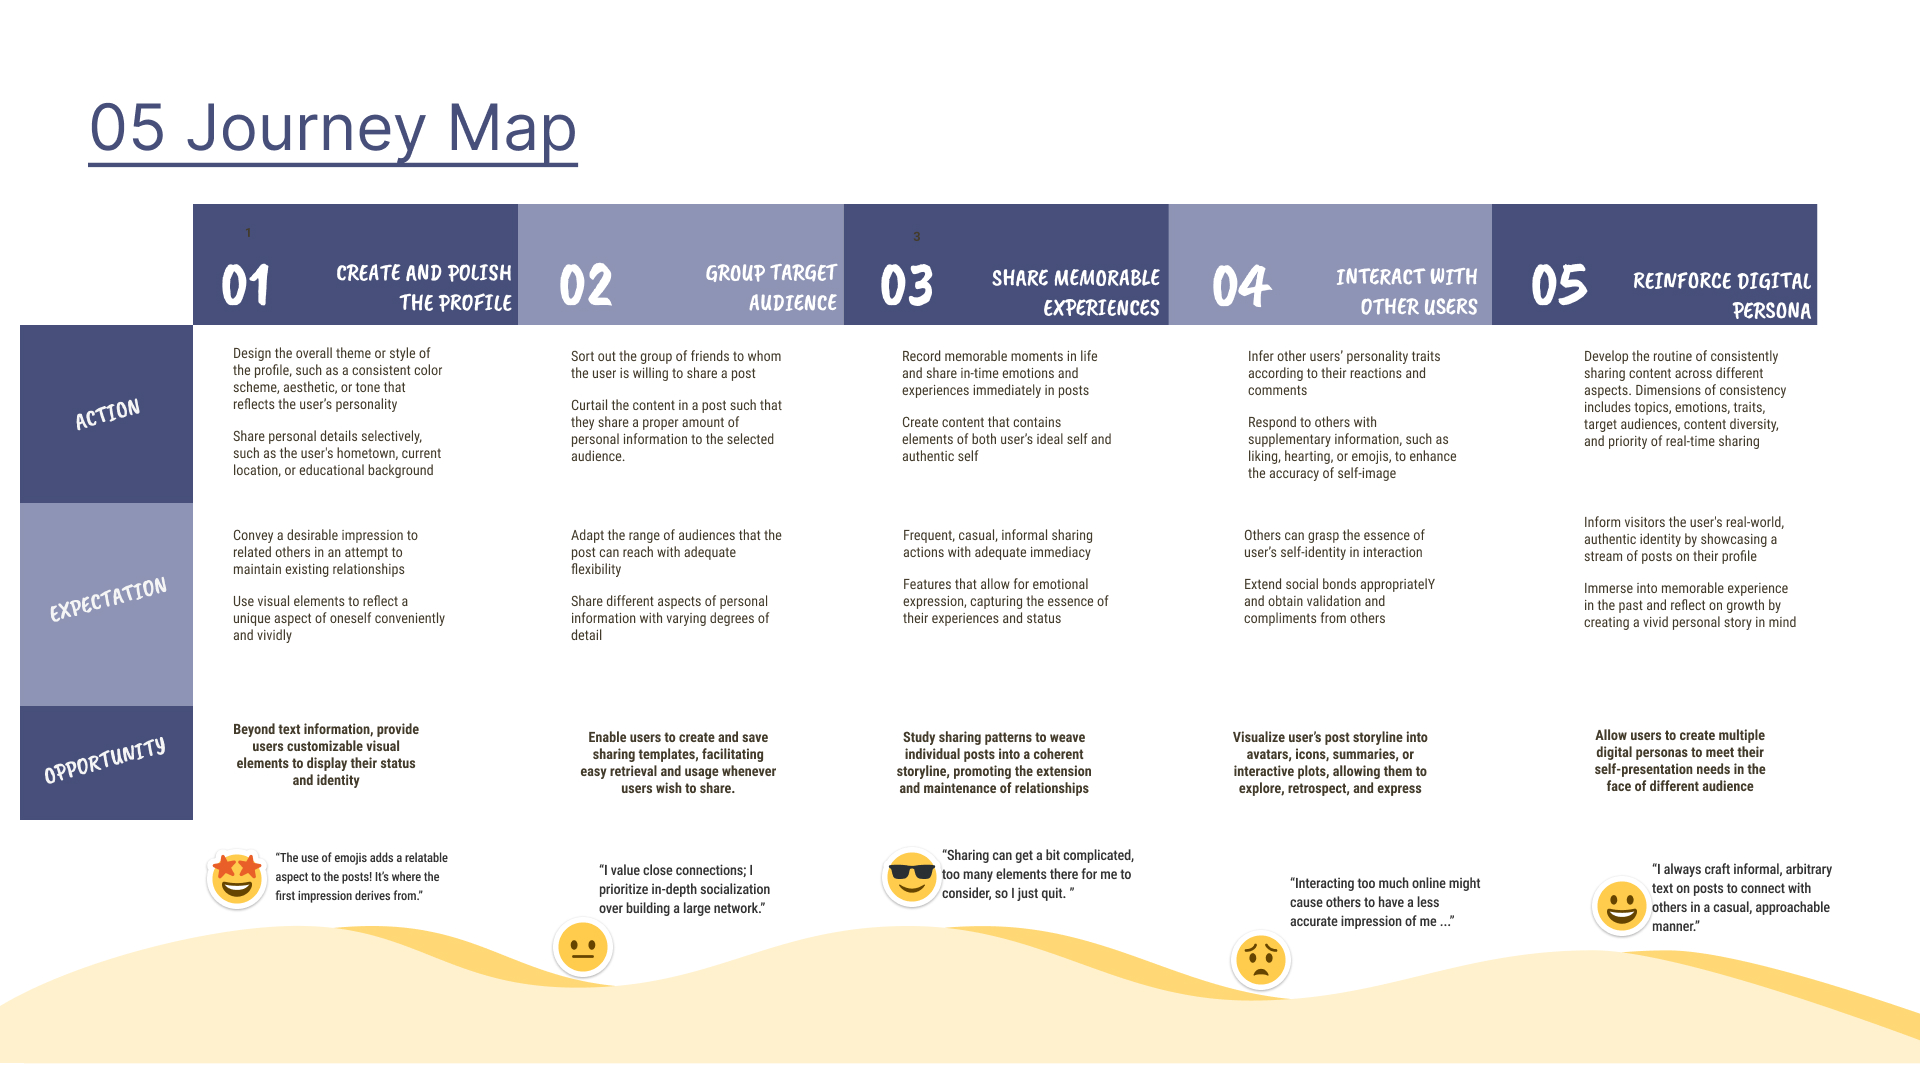 05 Journey Map
1
01
CREATE AND POLISH
THE PROFILE
02
GROUP TARGET
AUDIENCE
3
03
SHARE MEMORABLE
EXPERIENCES
04
INTERACT WITH
OTHER USERS
05
REINFORCE DIGITAL
PERSONA
ACTION
Design the overall theme or style of
the profile, such as a consistent color
scheme, aesthetic, or tone that
reflects the user’s personality
Share personal details selectively,
such as the user's hometown, current
location, or educational background
Sort out the group of friends to whom
the user is willing to share a post
Curtail the content in a post such that
they share a proper amount of
personal information to the selected
audience.
Record memorable moments in life
and share in-time emotions and
experiences immediately in posts
Create content that contains
elements of both user’s ideal self and
authentic self
Infer other users’ personality traits
according to their reactions and
comments
Respond to others with
supplementary information, such as
liking, hearting, or emojis, to enhance
the accuracy of self-image
Develop the routine of consistently
sharing content across different
aspects. Dimensions of consistency
includes topics, emotions, traits,
target audiences, content diversity,
and priority of real-time sharing
EXPECTATION
Convey a desirable impression to
related others in an attempt to
maintain existing relationships
Use visual elements to reflect a
unique aspect of oneself conveniently
and vividly
Adapt the range of audiences that the
post can reach with adequate
flexibility
Share different aspects of personal
information with varying degrees of
detail
Frequent, casual, informal sharing
actions with adequate immediacy
Features that allow for emotional
expression, capturing the essence of
their experiences and status
Others can grasp the essence of
user’s self-identity in interaction
Extend social bonds appropriatelY
and obtain validation and
compliments from others
Inform visitors the user's real-world,
authentic identity by showcasing a
stream of posts on their profile
Immerse into memorable experience
in the past and reflect on growth by
creating a vivid personal story in mind
OPPORTUNITY
Beyond text information, provide
users customizable visual
elements to display their status
and identity
Enable users to create and save
sharing templates, facilitating
easy retrieval and usage whenever
users wish to share.
Study sharing patterns to weave
individual posts into a coherent
storyline, promoting the extension
and maintenance of relationships
Visualize user’s post storyline into
avatars, icons, summaries, or
interactive plots, allowing them to
explore, retrospect, and express
Allow users to create multiple
digital personas to meet their
self-presentation needs in the
face of different audience
“The use of emojis adds a relatable
aspect to the posts! It’s where the
first impression derives from.”
“I value close connections; I
prioritize in-depth socialization
over building a large network.”
“Sharing can get a bit complicated,
too many elements there for me to
consider, so I just quit. ”
“Interacting too much online might
cause others to have a less
accurate impression of me ...”
“I always craft informal, arbitrary
text on posts to connect with
others in a casual, approachable
manner.”